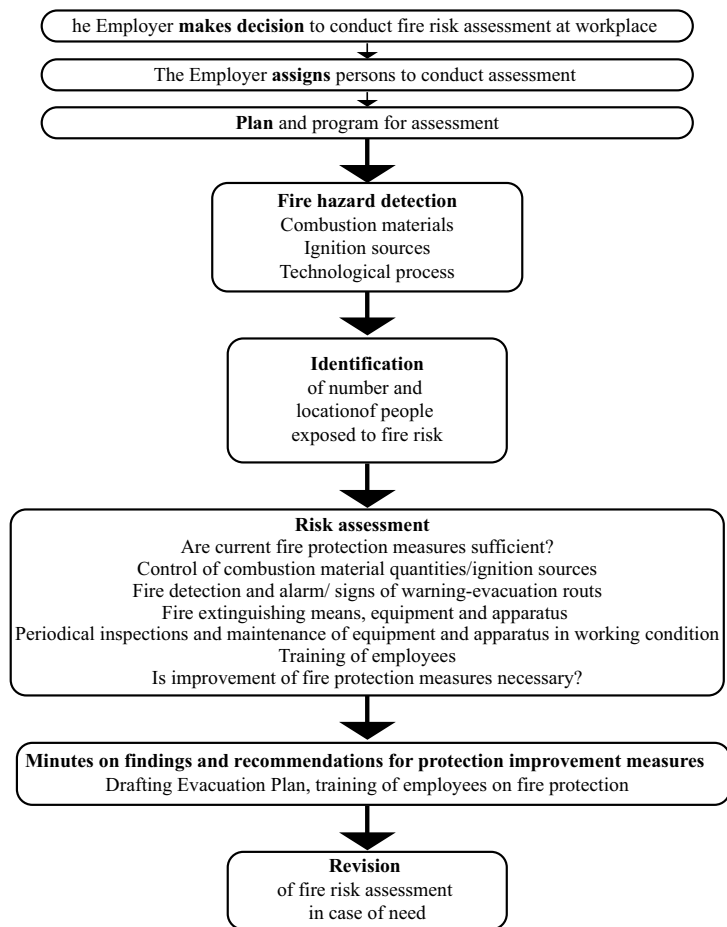 he Employer makes decision to conduct fire risk assessment at workplace
The Employer assigns persons to conduct assessment
Plan and program for assessment
Fire hazard detection
Combustion materials
Ignition sources
Technological process
Identification
of number and
locationof people
exposed to fire risk
Risk assessment
Are current fire protection measures sufficient?
Control of combustion material quantities/ignition sources
Fire detection and alarm/ signs of warning-evacuation routs
Fire extinguishing means, equipment and apparatus
Periodical inspections and maintenance of equipment and apparatus in working condition
Training of employees
Is improvement of fire protection measures necessary?
Minutes on findings and recommendations for protection improvement measures
Drafting Evacuation Plan, training of employees on fire protection
Revision
of fire risk assessment
in case of need